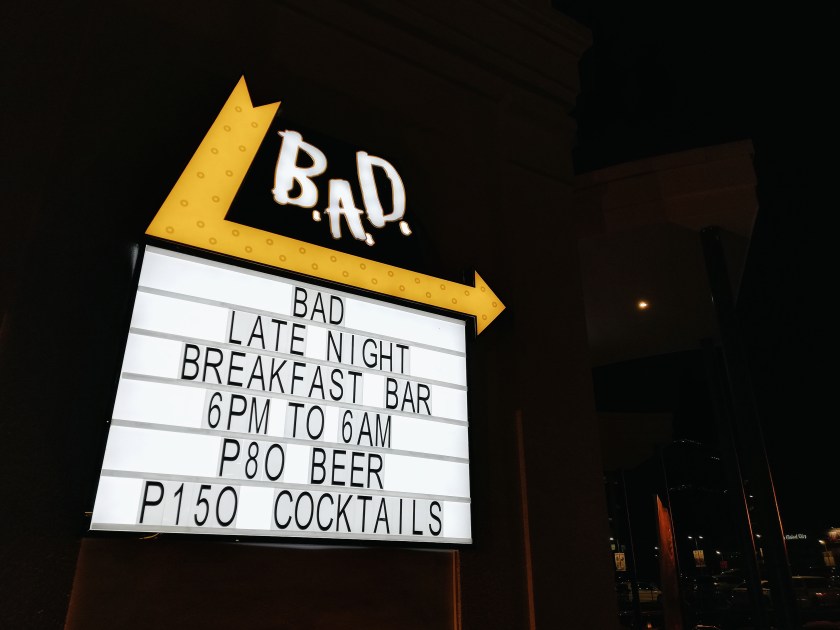 B.A.D.
BAD
LATE NIGHT
BREAKFAST BAR
6PM TO 6AM
P80 BEER
P150 COCKTAILS